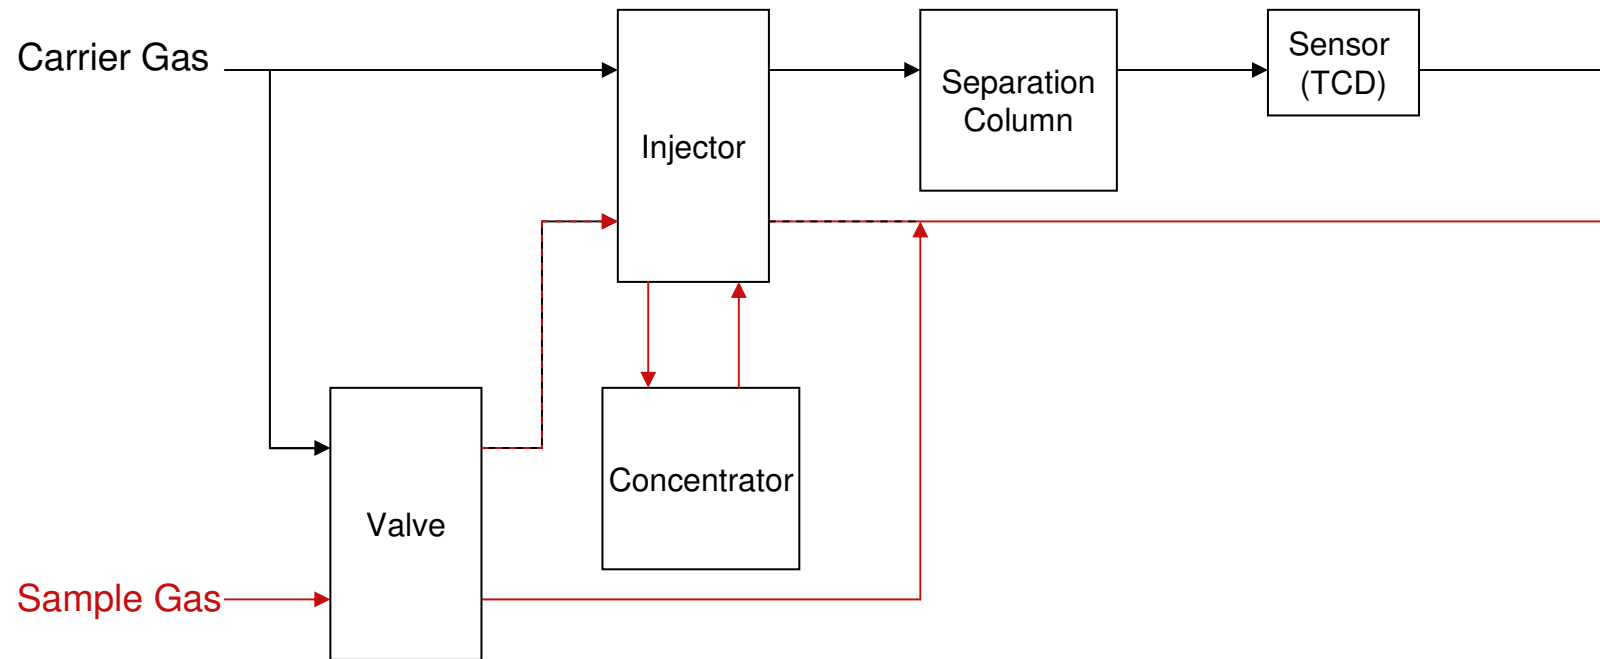 Carrier Gas
Injector
Separation
Column
Sensor
(TCD)
Concentrator
Valve
Sample Gas